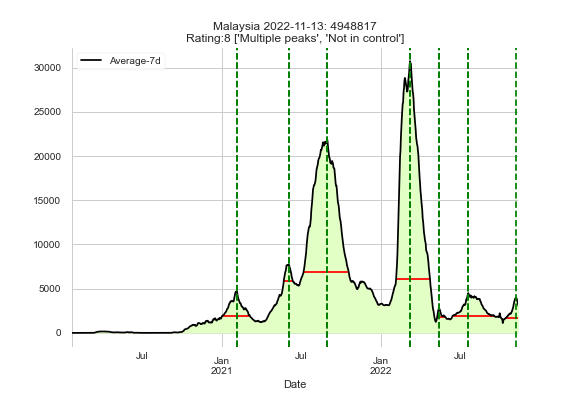 Malaysia 2022-11-13: 4948817
Rating:8 ['Multiple peaks', 'Not in control']
Average-7d
30000
25000
20000
15000
10000
5000
0
Jul
Jan
2021
Jul
Jan
2022
Jul
Date